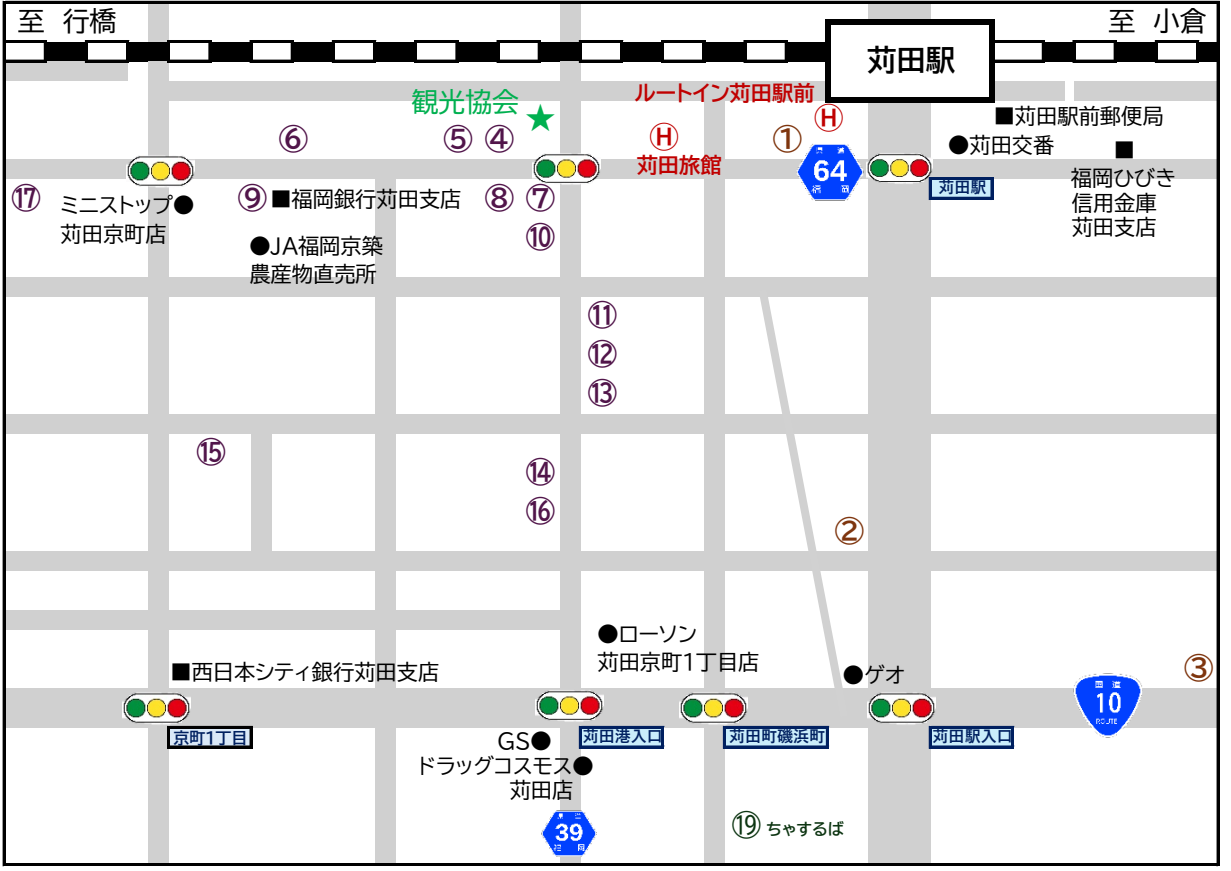 至 行橋
至 小倉
苅田駅
観光協会
★
ルートイン苅田駅前
Ⓗ
Ⓗ
苅田旅館
①
■苅田駅前郵便局
●苅田交番
■
福岡ひびき
信用金庫
苅田支店
⑥
⑤
④
64
苅田駅
⑰
ミニストップ●
苅田京町店
⑨
■福岡銀行苅田支店
⑧
⑦
⑩
●JA福岡京築
農産物直売所
⑪
⑫
⑬
⑮
⑭
⑯
②
●ローソン
苅田京町1丁目店
■西日本シティ銀行苅田支店
●ゲオ
③
国道
10
ROUTE
京町1丁目
苅田港入口
苅田町磯浜町
苅田駅入口
GS●
ドラッグコスモス●
苅田店
39
⑲ ちゃするば